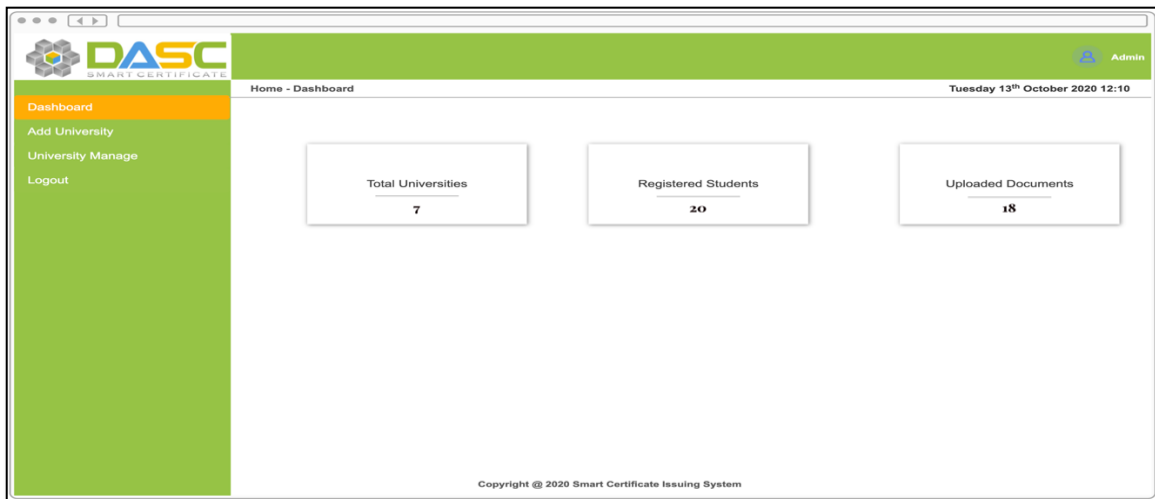 DASC
SMART CERTIFICATE
Admin
Home - Dashboard
Tuesday 13th October 2020 12:10
Dashboard
Add University
University Manage
Logout
Total Universities
7
Registered Students
20
Uploaded Documents
18
Copyright @ 2020 Smart Certificate Issuing System